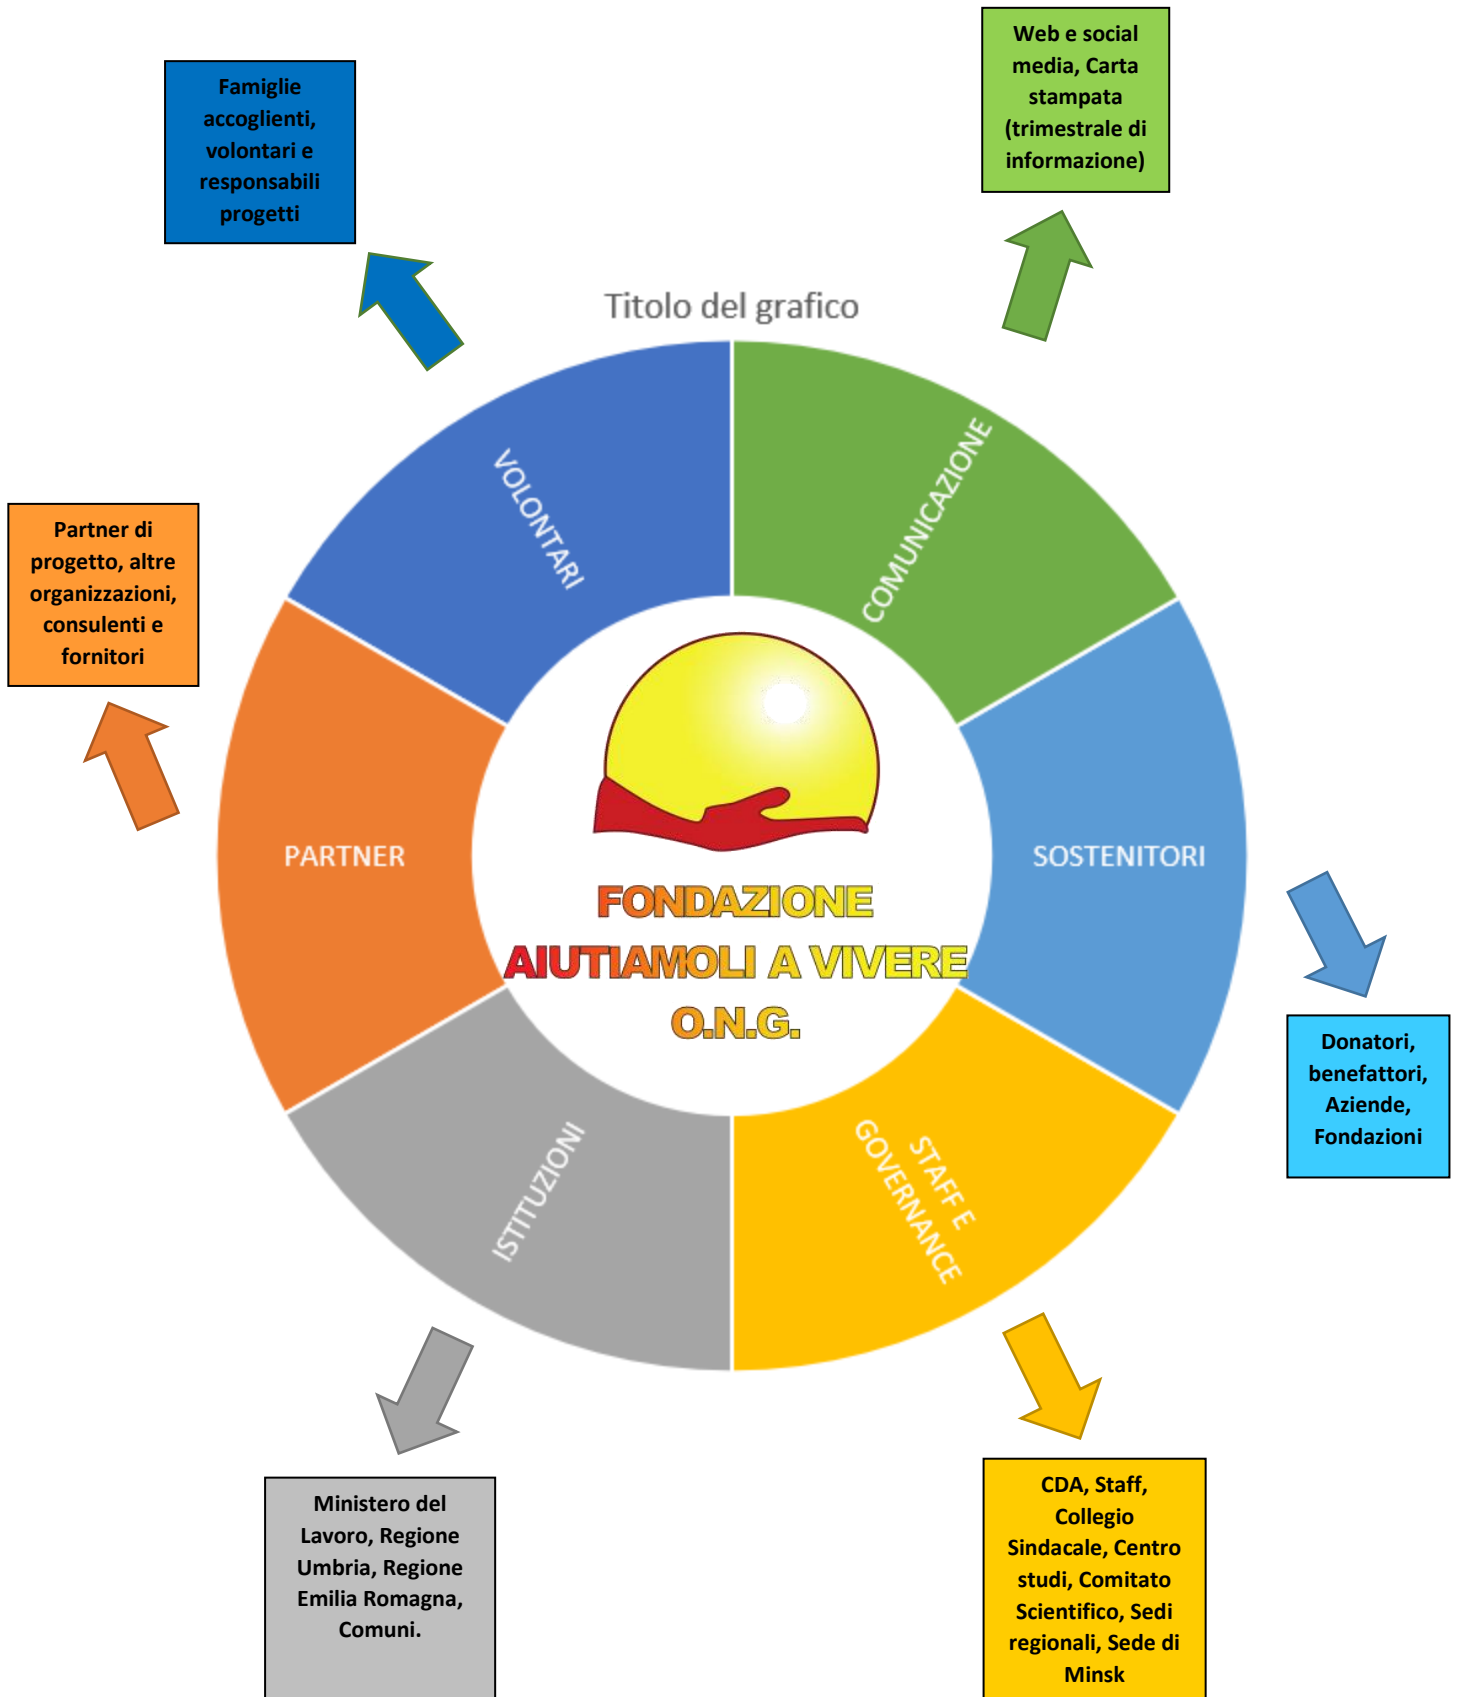 Web e social
media, Carta
stampata
(trimestrale di
informazione)
Famiglie
accoglienti,
volontari e
responsabili
progetti
Titolo del grafico
VOLONTARI
COMUNICAZIONE
Partner di
progetto, altre
organizzazioni,
consulenti e
fornitori
PARTNER
SOSTENITORI
FONDAZIONE
AIUTIAMOLI A VIVERE
O.N.G.
ISTITUZIONI
STAFF E
GOVERNANCE
Donatori,
benefattori,
Aziende,
Fondazioni
Ministero del
Lavoro, Regione
Umbria, Regione
Emilia Romagna,
Comuni.
CDA, Staff,
Collegio
Sindacale, Centro
studi, Comitato
Scientifico, Sedi
regionali, Sede di
Minsk